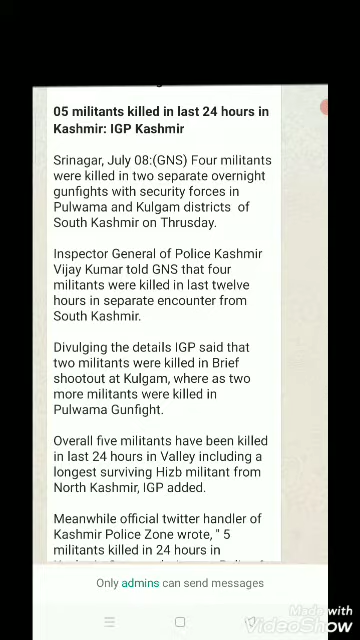 05 militants killed in last 24 hours in
Kashmir: IGP Kashmir
Srinagar, July 08:(GNS) Four militants
were killed in two separate overnight
gunfights with security forces in
Pulwama and Kulgam districts of
South Kashmir on Thrusday.
Inspector General of Police Kashmir
Vijay Kumar told GNS that four
militants were killed in last twelve
hours in separate encounter from
South Kashmir.
Divulging the details IGP said that
two militants were killed in Brief
shootout at Kulgam, where as two
more militants were killed in
Pulwama Gunfight.
Overall five militants have been killed
in last 24 hours in Valley including a
longest surviving Hizb militant from
North Kashmir, IGP added.
Meanwhile official twitter handler of
Kashmir Police Zone wrote, " 5
militants killed in 24 hours in
Only admins can send messages
Made with
VideoShow